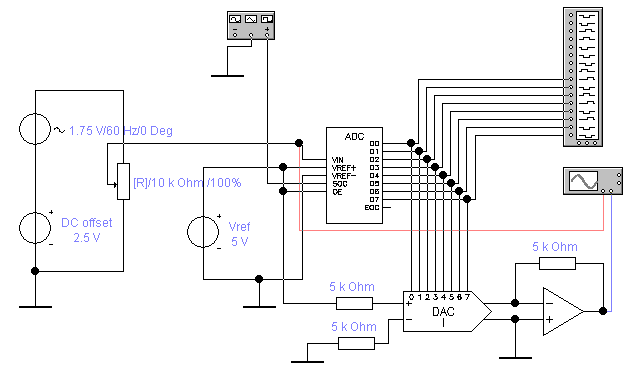 − +
1.75 V/60 Hz/0 Deg
[R]/10 k Ohm /100%
DC offset
2.5 V
+
−
Vref
5 V
+
−
ADC
VIN
VREF+
VREF-
SOC
OE
D0
D1
D2
D3
D4
D5
D6
D7
EOC
5 k Ohm
5 k Ohm
5 k Ohm
0 1 2 3 4 5 6 7
+
−
DAC
I
−
+